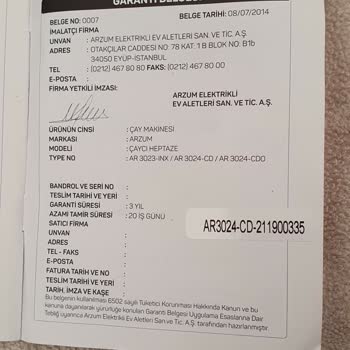 GARANTİ BELGESİ
BELGE NO : 0007 BELGE TARİHİ: 08/07/2014
İMALATÇI FİRMA
UNVAN : ARZUM ELEKTRİKLİ EV ALETLERİ SAN. VE TİC. A.Ş.
ADRES : OTAKÇILAR CADDESİ NO: 78 KAT: 1 B BLOK NO: B1b
34050 EYÜP-İSTANBUL
TEL : (0212) 467 80 80 FAKS: (0212) 467 80 00
E-POSTA :
FİRMA YETKİLİ İMZASI: ARZUM ELEKTRİKLİ
EV ALETLERİ SAN. VE TİC. A.Ş.
ÜRÜNÜN CİNSİ : ÇAY MAKİNESİ
MARKASI : ARZUM
MODELİ : ÇAYCI HEPTAZE
TYPE NO : AR 3023-INX / AR 3024-CD / AR 3024-CDO
BANDROL VE SERİ NO :
TESLİM TARİHİ VE YERİ :
GARANTİ SÜRESİ : 3 YIL
AZAMİ TAMİR SÜRESİ : 20 İŞ GÜNÜ
SATICI FİRMA
AR3024-CD-211900335
UNVAN :
ADRES :
TEL - FAKS :
E-POSTA :
FATURA TARİH VE NO :
TESLİM TARİHİ VE YERİ :
TARİH, İMZA VE KAŞE :
Bu belgenin kullanılması 6502 sayılı Tüketici Korunması Hakkında Kanun ve bu
kanuna dayanılarak yürürlüğe konulan Garanti Belgesi Uygulama Esaslarına Dair
Tebliğ uyarınca Arzum Elektrikli Ev Aletleri San. ve Tic. A.Ş. tarafından hazırlanmıştır.